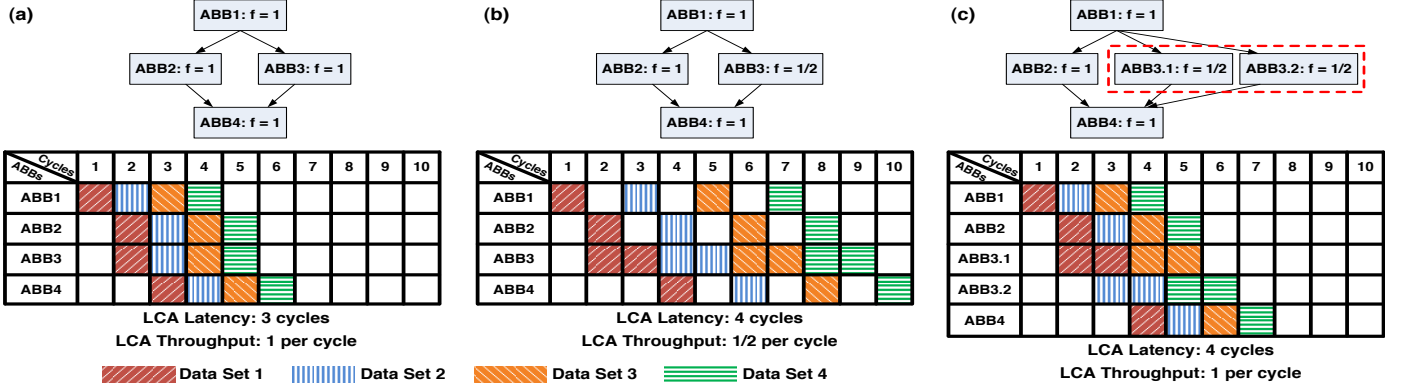 (a)
ABB1: f = 1
ABB2: f = 1
ABB3: f = 1
ABB4: f = 1
Cycles
ABBs
1 2 3 4 5 6 7 8 9 10
ABB1
ABB2
ABB3
ABB4
LCA Latency: 3 cycles
LCA Throughput: 1 per cycle
(b)
ABB1: f = 1
ABB2: f = 1
ABB3: f = 1/2
ABB4: f = 1
Cycles
ABBs
1 2 3 4 5 6 7 8 9 10
ABB1
ABB2
ABB3
ABB4
LCA Latency: 4 cycles
LCA Throughput: 1/2 per cycle
(c)
ABB1: f = 1
ABB2: f = 1
ABB3.1: f = 1/2
ABB3.2: f = 1/2
ABB4: f = 1
Cycles
ABBs
1 2 3 4 5 6 7 8 9 10
ABB1
ABB2
ABB3.1
ABB3.2
ABB4
LCA Latency: 4 cycles
LCA Throughput: 1 per cycle
Data Set 1
Data Set 2
Data Set 3
Data Set 4